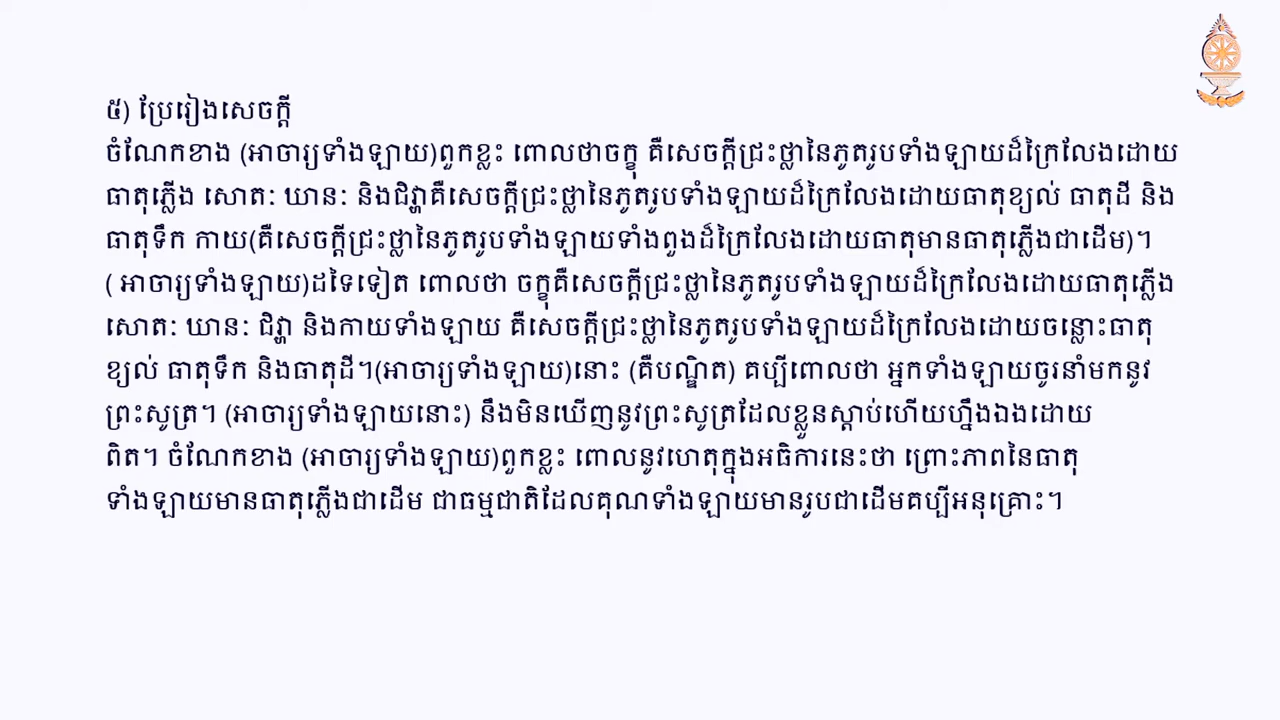 ៥) ប្រែរៀងសេចក្តី
ចំណែកខាង (អាចារ្យទាំងឡាយ)ពួកខ្លះ ពោលថាចក្ខុ គឺសេចក្តីជ្រះថ្លានៃភូតរូបទាំងឡាយដ៏ក្រៃលែងដោយ
ធាតុភ្លើង សោតៈ ឃានៈ និងជិវ្ហាគឺសេចក្តីជ្រះថ្លានៃភូតរូបទាំងឡាយដ៏ក្រៃលែងដោយធាតុខ្យល់ ធាតុដី និង
ធាតុទឹក កាយ(គឺសេចក្តីជ្រះថ្លានៃភូតរូបទាំងឡាយទាំងពួងដ៏ក្រៃលែងដោយធាតុមានធាតុភ្លើងជាដើម)។
( អាចារ្យទាំងឡាយ)ដទៃទៀត ពោលថា ចក្ខុគឺសេចក្តីជ្រះថ្លានៃភូតរូបទាំងឡាយដ៏ក្រៃលែងដោយធាតុភ្លើង
សោតៈ ឃានៈ ជិវ្ហា និងកាយទាំងឡាយ គឺសេចក្តីជ្រះថ្លានៃភូតរូបទាំងឡាយដ៏ក្រៃលែងដោយចន្លោះធាតុ
ខ្យល់ ធាតុទឹក និងធាតុដី។(អាចារ្យទាំងឡាយ)នោះ (គឺបណ្ឌិត) គប្បីពោលថា អ្នកទាំងឡាយចូរនាំមកនូវ
ព្រះសូត្រ។ (អាចារ្យទាំងឡាយនោះ) នឹងមិនឃើញនូវព្រះសូត្រដែលខ្លួនស្តាប់ហើយហ្នឹងឯងដោយ
ពិត។ ចំណែកខាង (អាចារ្យទាំងឡាយ)ពួកខ្លះ ពោលនូវហេតុក្នុងអធិការនេះថា ព្រោះភាពនៃធាតុ
ទាំងឡាយមានធាតុភ្លើងជាដើម ជាធម្មជាតិដែលគុណទាំងឡាយមានរូបជាដើមគប្បីអនុគ្រោះ។